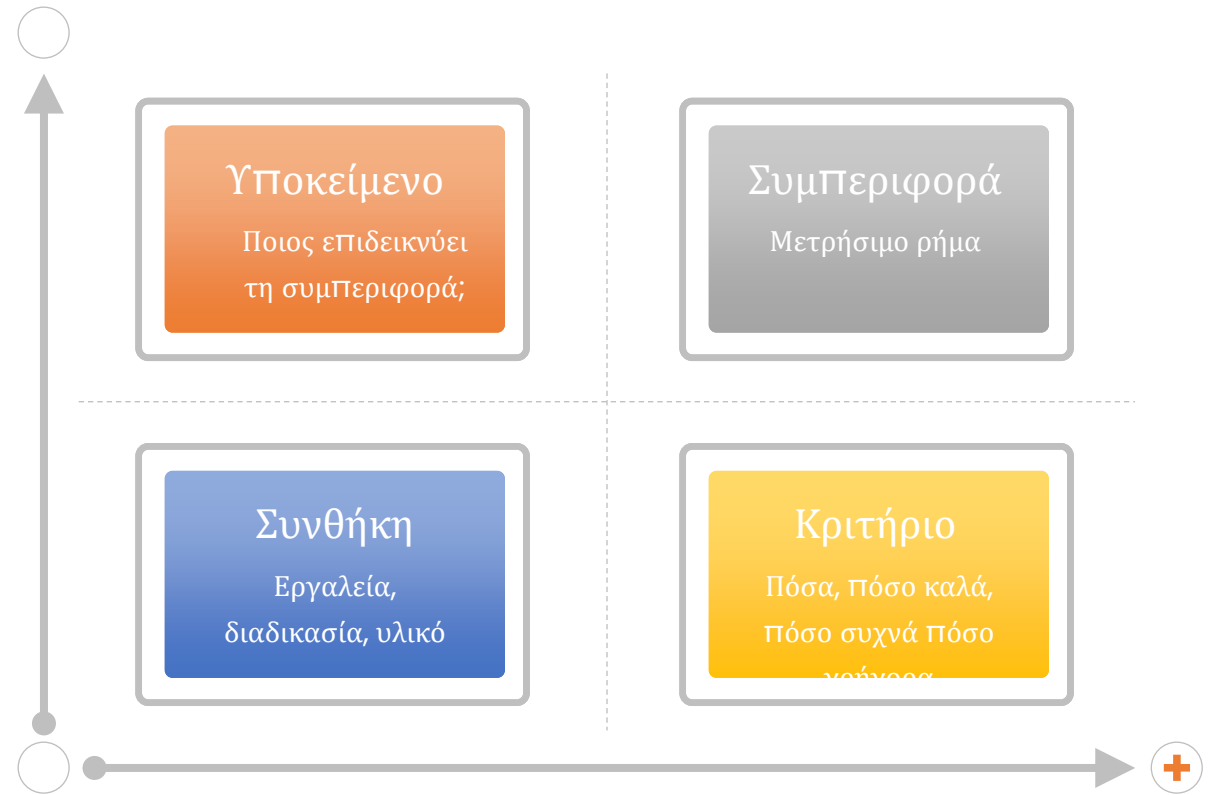 Υποκείμενο
Ποιος επιδεικνύει
τη συμπεριφορά;
Συμπεριφορά
Μετρήσιμο ρήμα
Συνθήκη
Εργαλεία,
διαδικασία, υλικό
Κριτήριο
Πόσα, πόσο καλά,
πόσο συχνά πόσο
γρήγορα